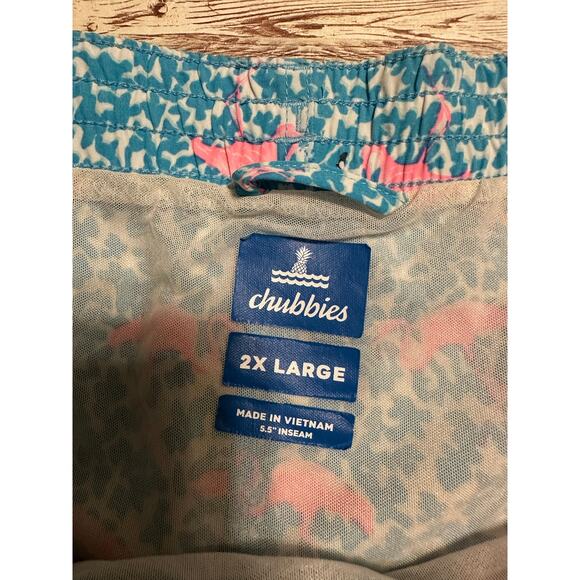 chubbies
2X LARGE
MADE IN VIETNAM
5.5" INSEAM